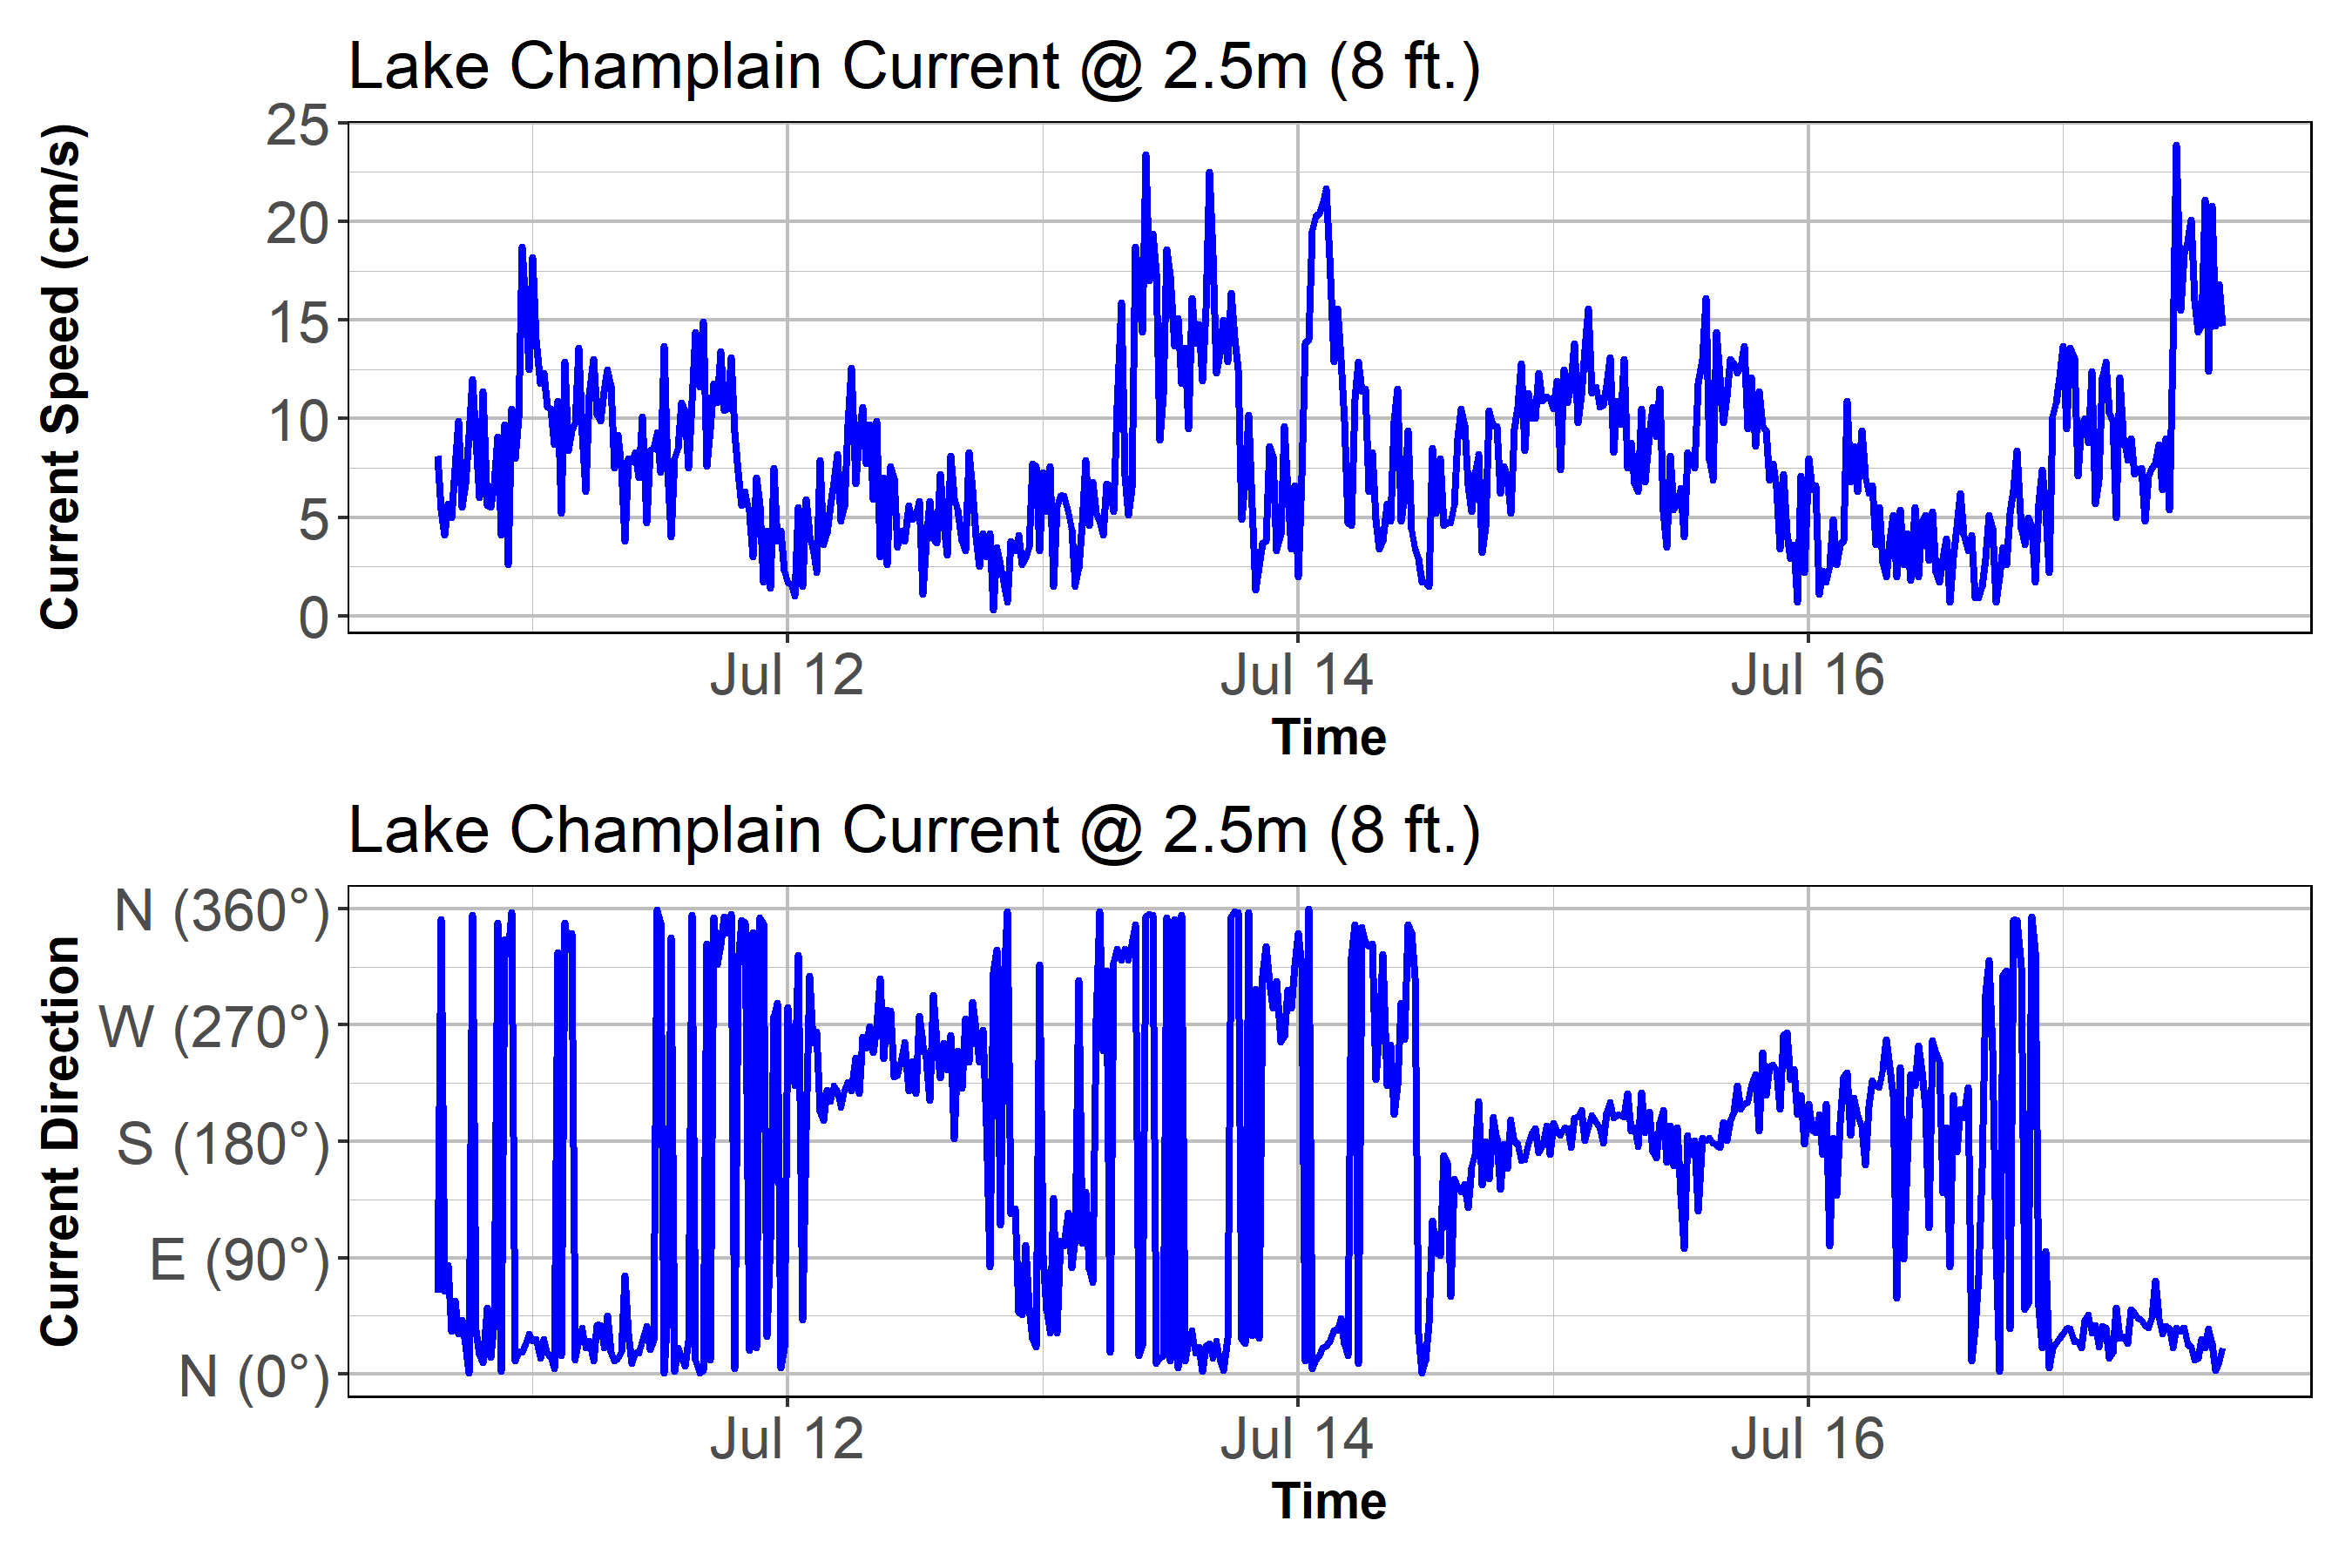 Lake Champlain Current @ 2.5m (8 ft.)
Current Speed (cm/s)
25
20
15
10
5
0
Jul 12
Jul 14
Jul 16
Time
Lake Champlain Current @ 2.5m (8 ft.)
Current Direction
N (360°)
W (270°)
S (180°)
E (90°)
N (0°)
Jul 12
Jul 14
Jul 16
Time